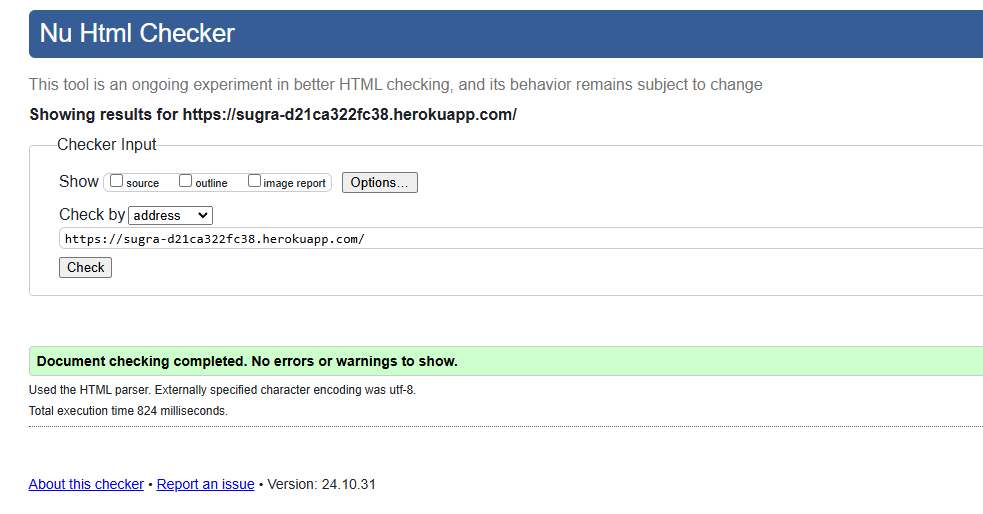 Nu Html Checker
This tool is an ongoing experiment in better HTML checking, and its behavior remains subject to change
Showing results for https://sugra-d21ca322fc38.herokuapp.com/
Checker Input
Show source outline image report Options...
Check by address
https://sugra-d21ca322fc38.herokuapp.com/
Check
Document checking completed. No errors or warnings to show.
Used the HTML parser. Externally specified character encoding was utf-8.
Total execution time 824 milliseconds.
About this checker • Report an issue • Version: 24.10.31